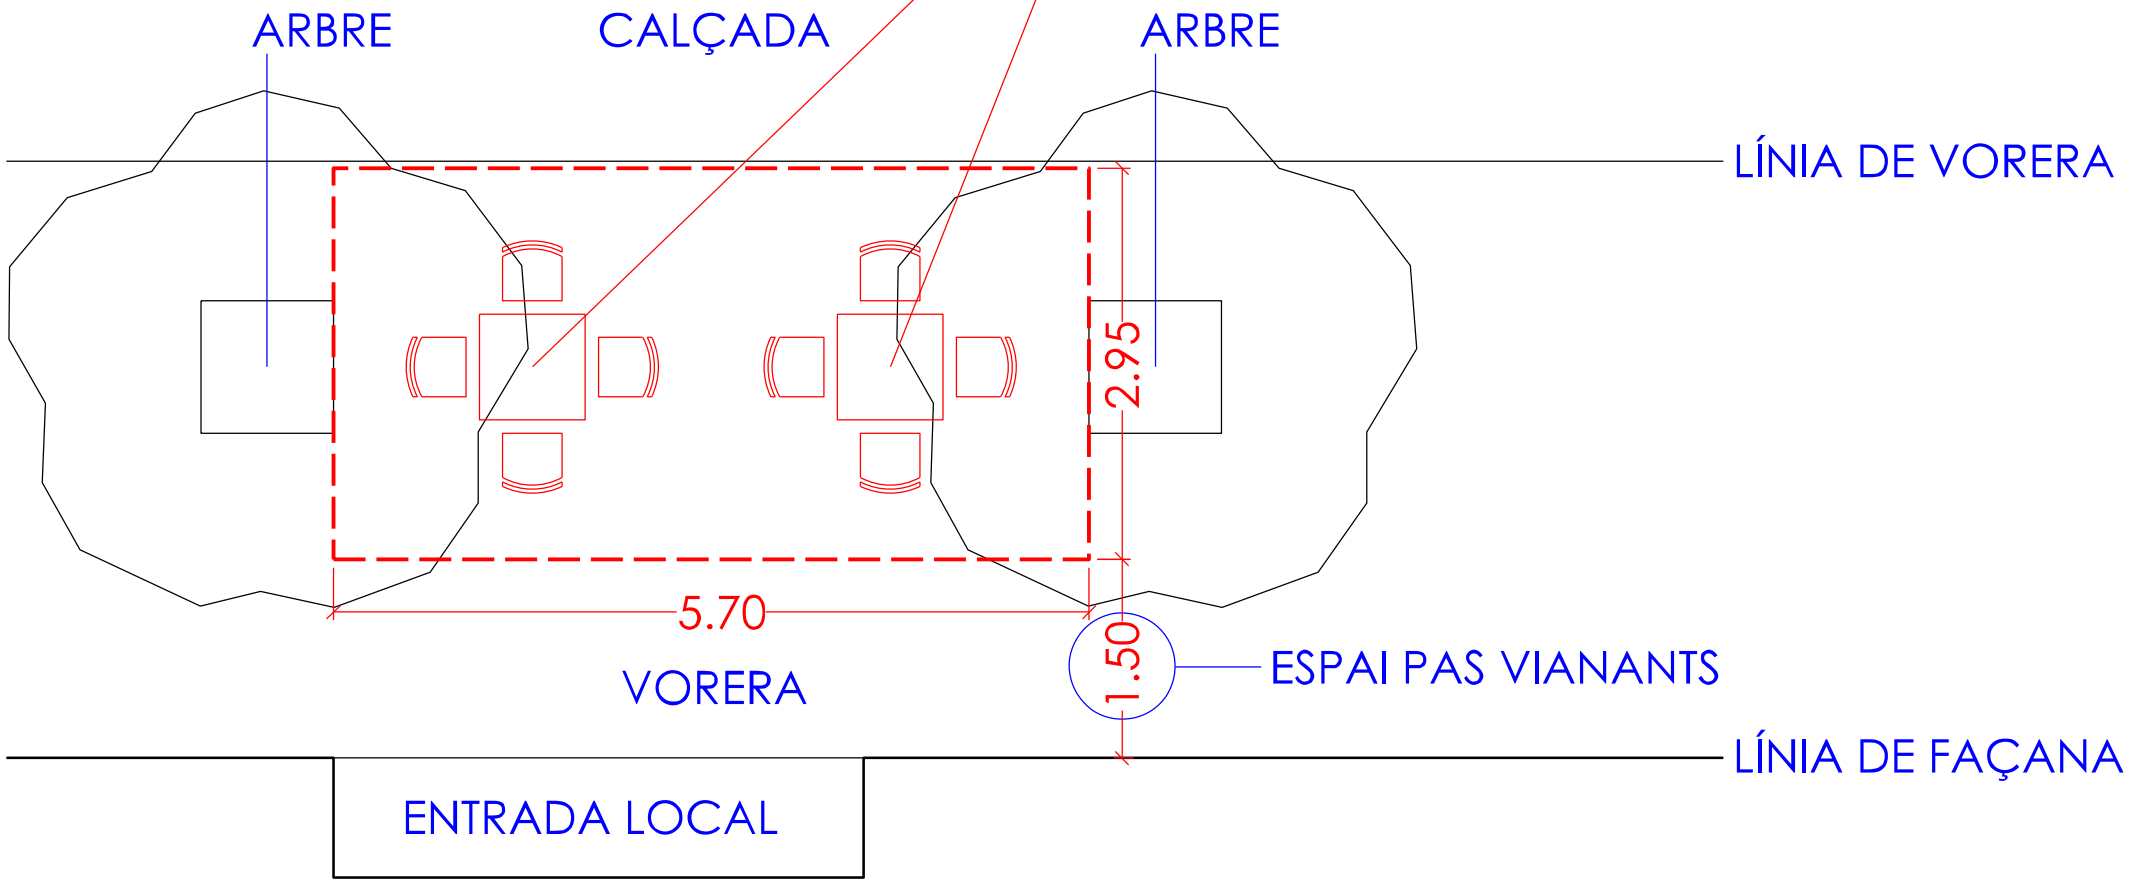 ARBRE
CALÇADA
ARBRE
LÍNIA DE VORERA
2.95
5.70
1.50
ESPAI PAS VIANANTS
VORERA
LÍNIA DE FAÇANA
ENTRADA LOCAL